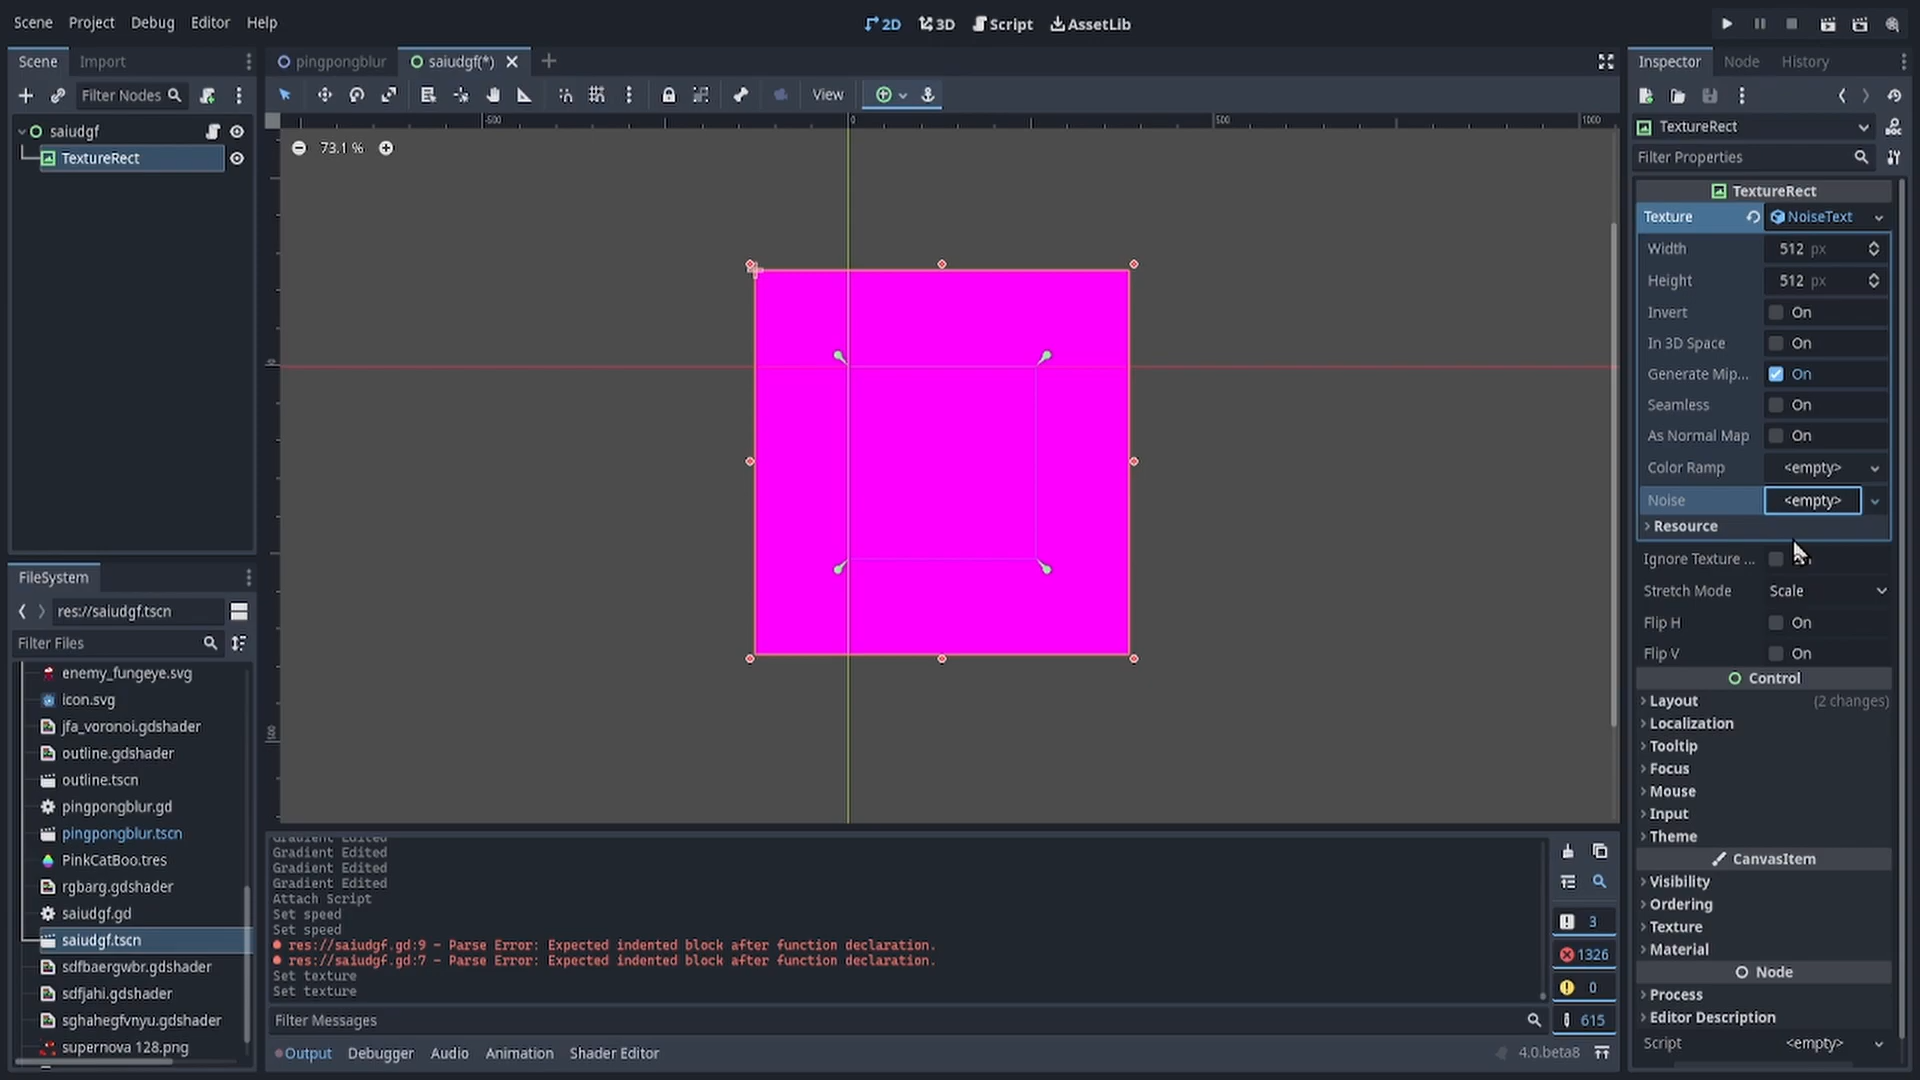 Scene Project Debug Editor Help
2D 3D Script AssetLib
Scene Import
pingpongblur saiudgf(*)
Inspector Node History
Filter Nodes
View
TextureRect
Filter Properties
saiudgf
TextureRect
-500 0 500 1000
73.1 %
0
500
TextureRect
Texture NoiseText
Width 512 px
Height 512 px
Invert On
In 3D Space On
Generate Mip... On
Seamless On
As Normal Map On
Color Ramp <empty>
Noise <empty>
Resource
Ignore Texture ...
Stretch Mode Scale
Flip H On
Flip V On
Control
Layout (2 changes)
Localization
Tooltip
Focus
Mouse
Input
Theme
CanvasItem
Visibility
Ordering
Texture
Material
Node
Process
Editor Description
Script <empty>
FileSystem
res://saiudgf.tscn
Filter Files
enemy_fungeye.svg
icon.svg
jfa_voronoi.gdshader
outline.gdshader
outline.tscn
pingpongblur.gd
pingpongblur.tscn
PinkCatBoo.tres
rgbarg.gdshader
saiudgf.gd
saiudgf.tscn
sdfbaergwbr.gdshader
sdfjahi.gdshader
sghahegfvnyu.gdshader
supernova 128.png
Gradient Edited
Gradient Edited
Gradient Edited
Gradient Edited
Attach Script
Set speed
Set speed
res://saiudgf.gd:9 - Parse Error: Expected indented block after function declaration.
res://saiudgf.gd:7 - Parse Error: Expected indented block after function declaration.
Set texture
Set texture
3
1326
0
615
Filter Messages
Output Debugger Audio Animation Shader Editor
4.0.beta8